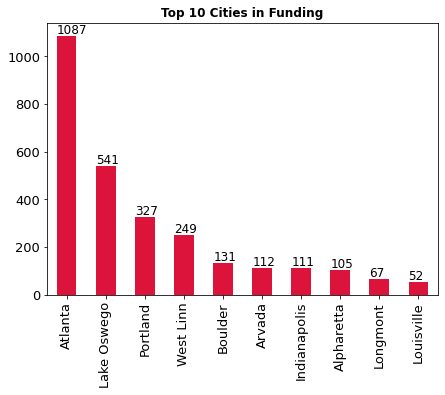 Top 10 Cities in Funding
1087
541
327
249
131
112
111
105
67
52
1000
800
600
400
200
0
Atlanta
Lake Oswego
Portland
West Linn
Boulder
Arvada
Indianapolis
Alpharetta
Longmont
Louisville